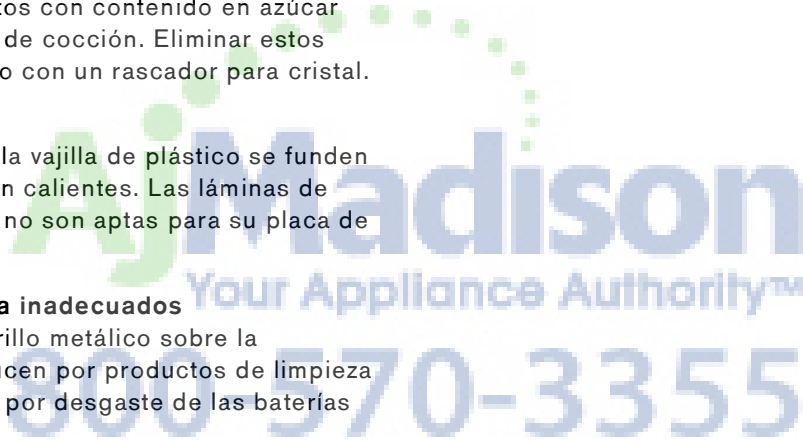 tos con contenido en azúcar
de cocción. Eliminar estos
o con un rascador para cristal.
la vajilla de plástico se funden
n calientes. Las láminas de
no son aptas para su placa de
a inadecuados
rillo metálico sobre la
ucen por productos de limpieza
por desgaste de las baterías
AjMadison
Your Appliance Authority™
800-570-3355